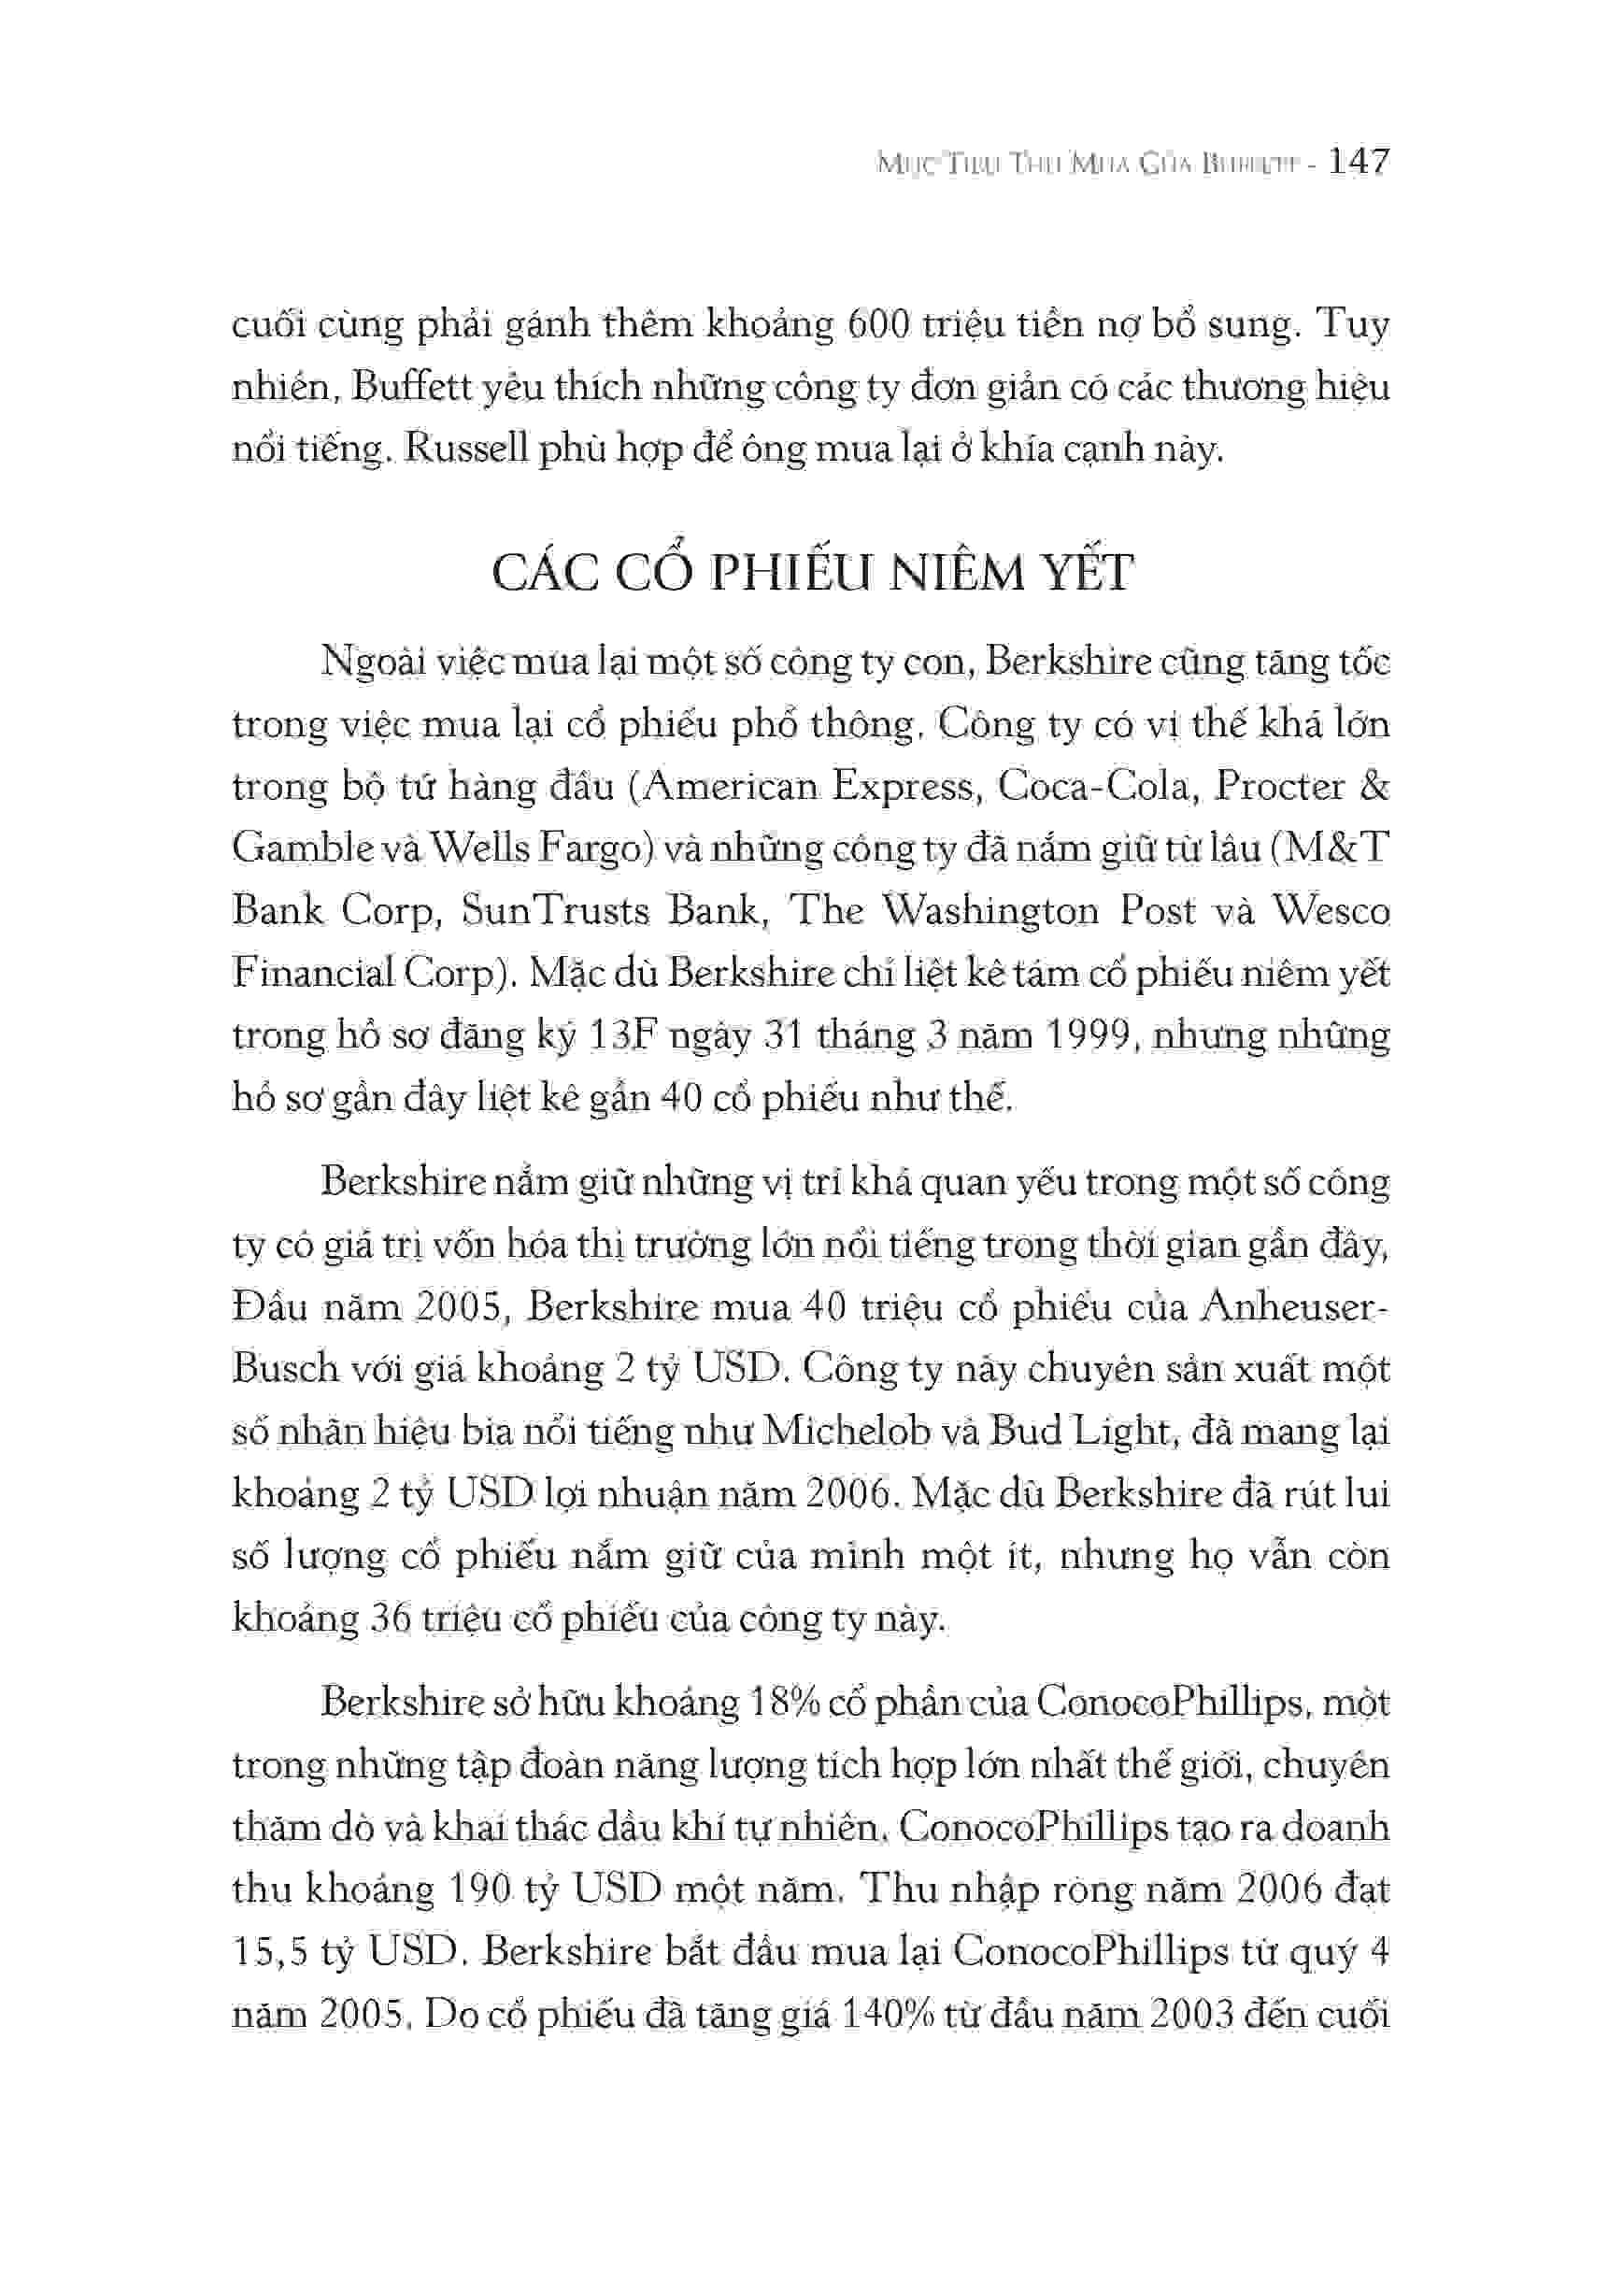 Mục Tiêu Thu Mua Của Buffett - 147
cuối cùng phải gánh thêm khoảng 600 triệu tiền nợ bổ sung. Tuy
nhiên, Buffett yêu thích những công ty đơn giản có các thương hiệu
nổi tiếng. Russell phù hợp để ông mua lại ở khía cạnh này.
CÁC CỔ PHIẾU NIÊM YẾT
Ngoài việc mua lại một số công ty con, Berkshire cũng tăng tốc
trong việc mua lại cổ phiếu phổ thông. Công ty có vị thế khá lớn
trong bộ tứ hàng đầu (American Express, Coca-Cola, Procter &
Gamble và Wells Fargo) và những công ty đã nắm giữ từ lâu (M&T
Bank Corp, SunTrusts Bank, The Washington Post và Wesco
Financial Corp). Mặc dù Berkshire chỉ liệt kê tám cổ phiếu niêm yết
trong hồ sơ đăng ký 13F ngày 31 tháng 3 năm 1999, nhưng những
hồ sơ gần đây liệt kê gần 40 cổ phiếu như thế.
Berkshire nắm giữ những vị trí khá quan yếu trong một số công
ty có giá trị vốn hóa thị trường lớn nổi tiếng trong thời gian gần đây,
Đầu năm 2005, Berkshire mua 40 triệu cổ phiếu của Anheuser-
Busch với giá khoảng 2 tỷ USD. Công ty này chuyên sản xuất một
số nhãn hiệu bia nổi tiếng như Michelob và Bud Light, đã mang lại
khoảng 2 tỷ USD lợi nhuận năm 2006. Mặc dù Berkshire đã rút lui
số lượng cổ phiếu nắm giữ của mình một ít, nhưng họ vẫn còn
khoảng 36 triệu cổ phiếu của công ty này.
Berkshire sở hữu khoảng 18% cổ phần của ConocoPhillips, một
trong những tập đoàn năng lượng tích hợp lớn nhất thế giới, chuyên
thăm dò và khai thác dầu khí tự nhiên. ConocoPhillips tạo ra doanh
thu khoảng 190 tỷ USD một năm. Thu nhập ròng năm 2006 đạt
15,5 tỷ USD. Berkshire bắt đầu mua lại ConocoPhillips từ quý 4
năm 2005. Do cổ phiếu đã tăng giá 140% từ đầu năm 2003 đến cuối